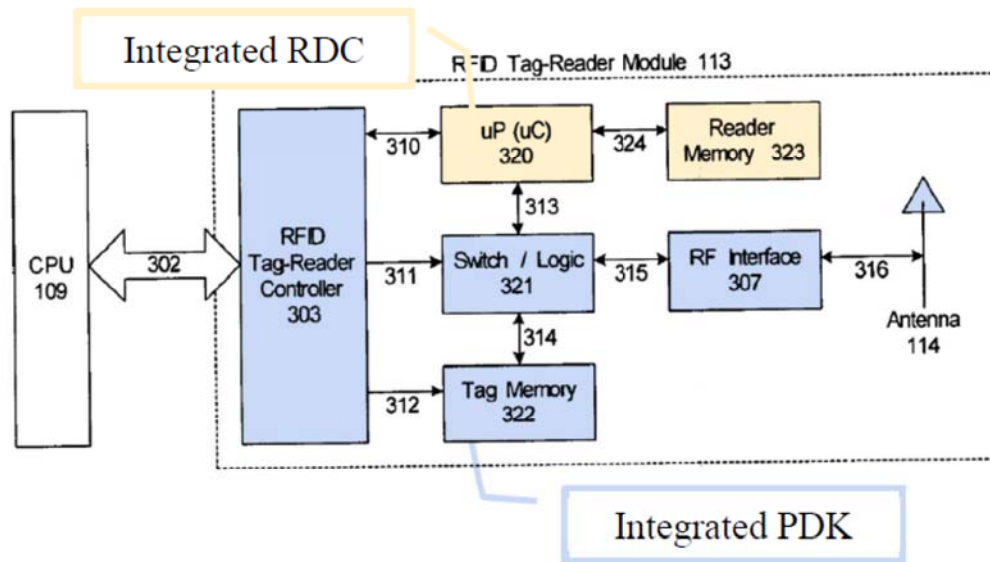 Integrated RDC
RFID Tag-Reader Module 113
CPU
109
302
RFID
Tag-Reader
Controller
303
310
uP (uC)
320
324
Reader
Memory 323
313
311
Switch / Logic
321
315
RF Interface
307
316
Antenna
114
314
312
Tag Memory
322
Integrated PDK